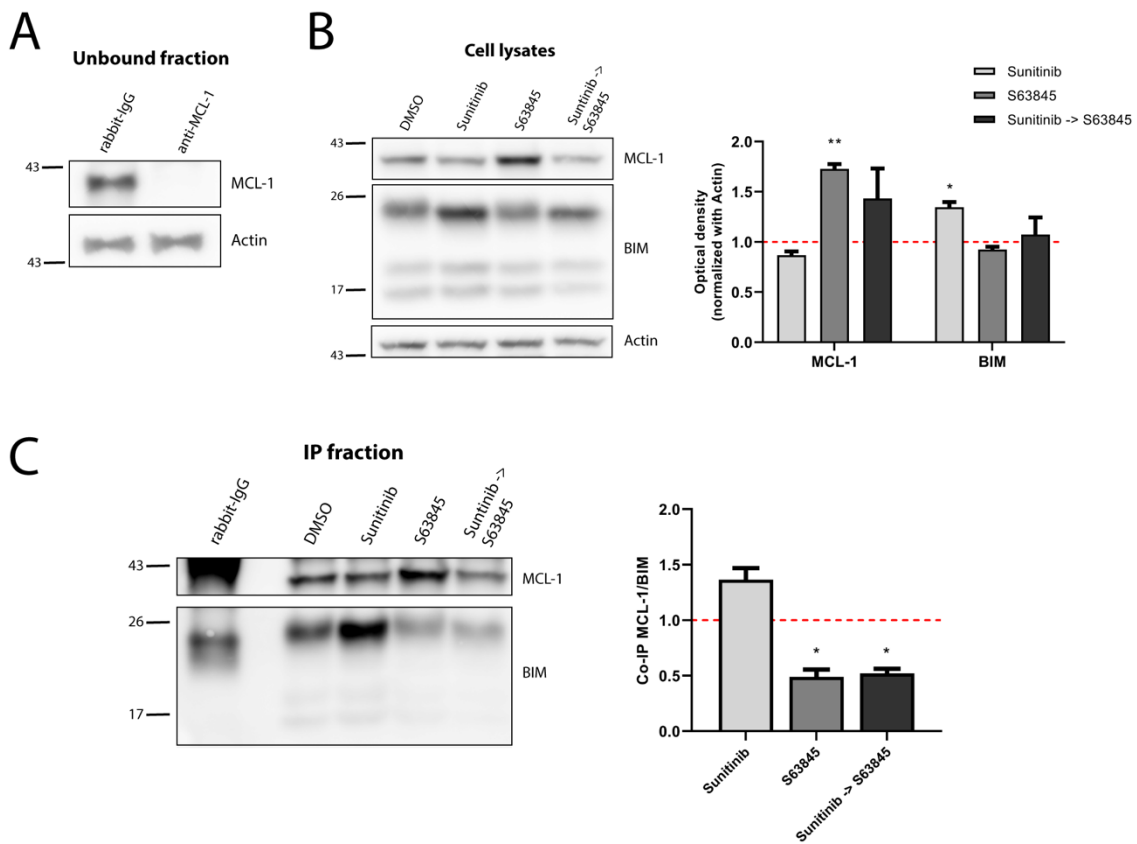 A
Unbound fraction
rabbit-IgG
anti-MCL-1
43
MCL-1
Actin
43
B
Cell lysates
DMSO
Sunitinib
S63845
Suntinib ->
S63845
43
MCL-1
26
BIM
17
Actin
43
Sunitinib
S63845
Sunitinib -> S63845
Optical density
(normalized with Actin)
2.0
1.5
1.0
0.5
0.0
**
*
MCL-1
BIM
C
IP fraction
rabbit-IgG
DMSO
Sunitinib
S63845
Suntinib ->
S63845
43
MCL-1
26
BIM
17
Co-IP MCL-1/BIM
2.0
1.5
1.0
0.5
0.0
*
*
Sunitinib
S63845
Sunitinib -> S63845